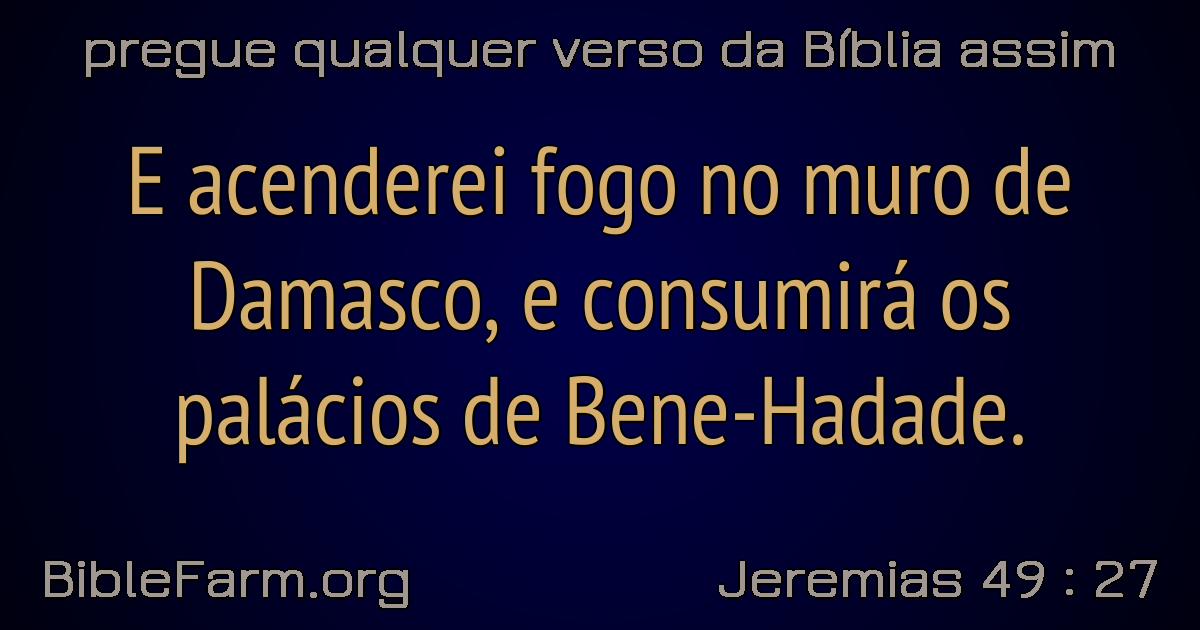 pregue qualquer verso da Bíblia assim
E acenderei fogo no muro de
Damasco, e consumirá os
palácios de Bene-Hadade.
BibleFarm.org
Jeremias 49 : 27